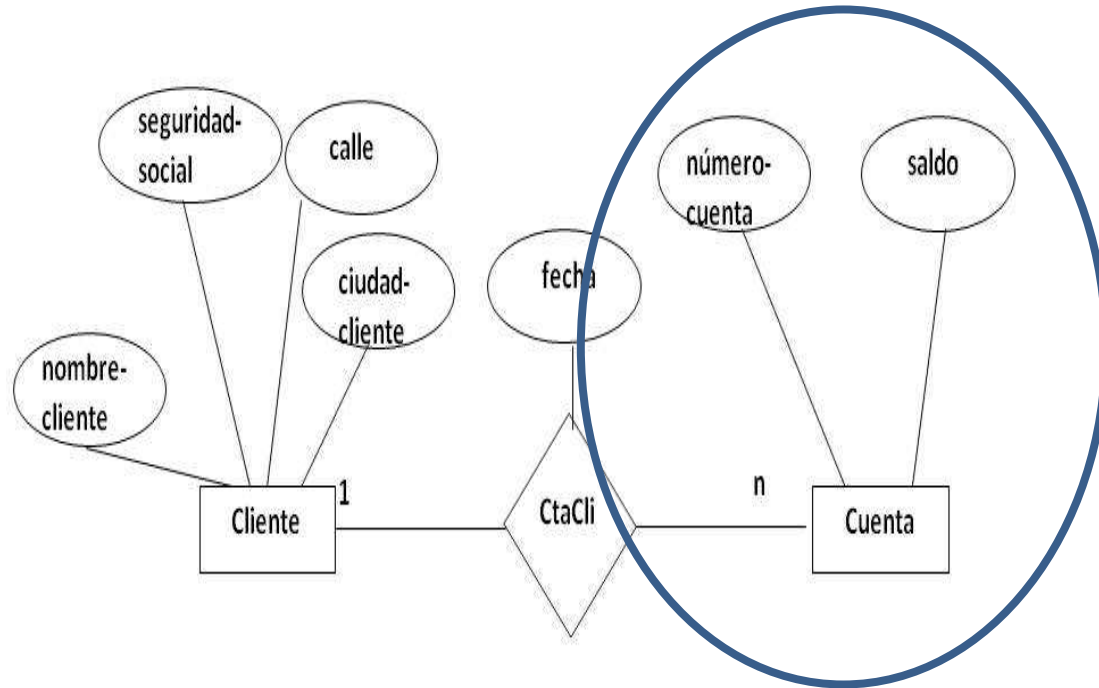 seguridad-
social
calle
número-
cuenta
saldo
fecha
ciudad-
cliente
nombre-
cliente
1
n
Cliente
CtaCli
Cuenta